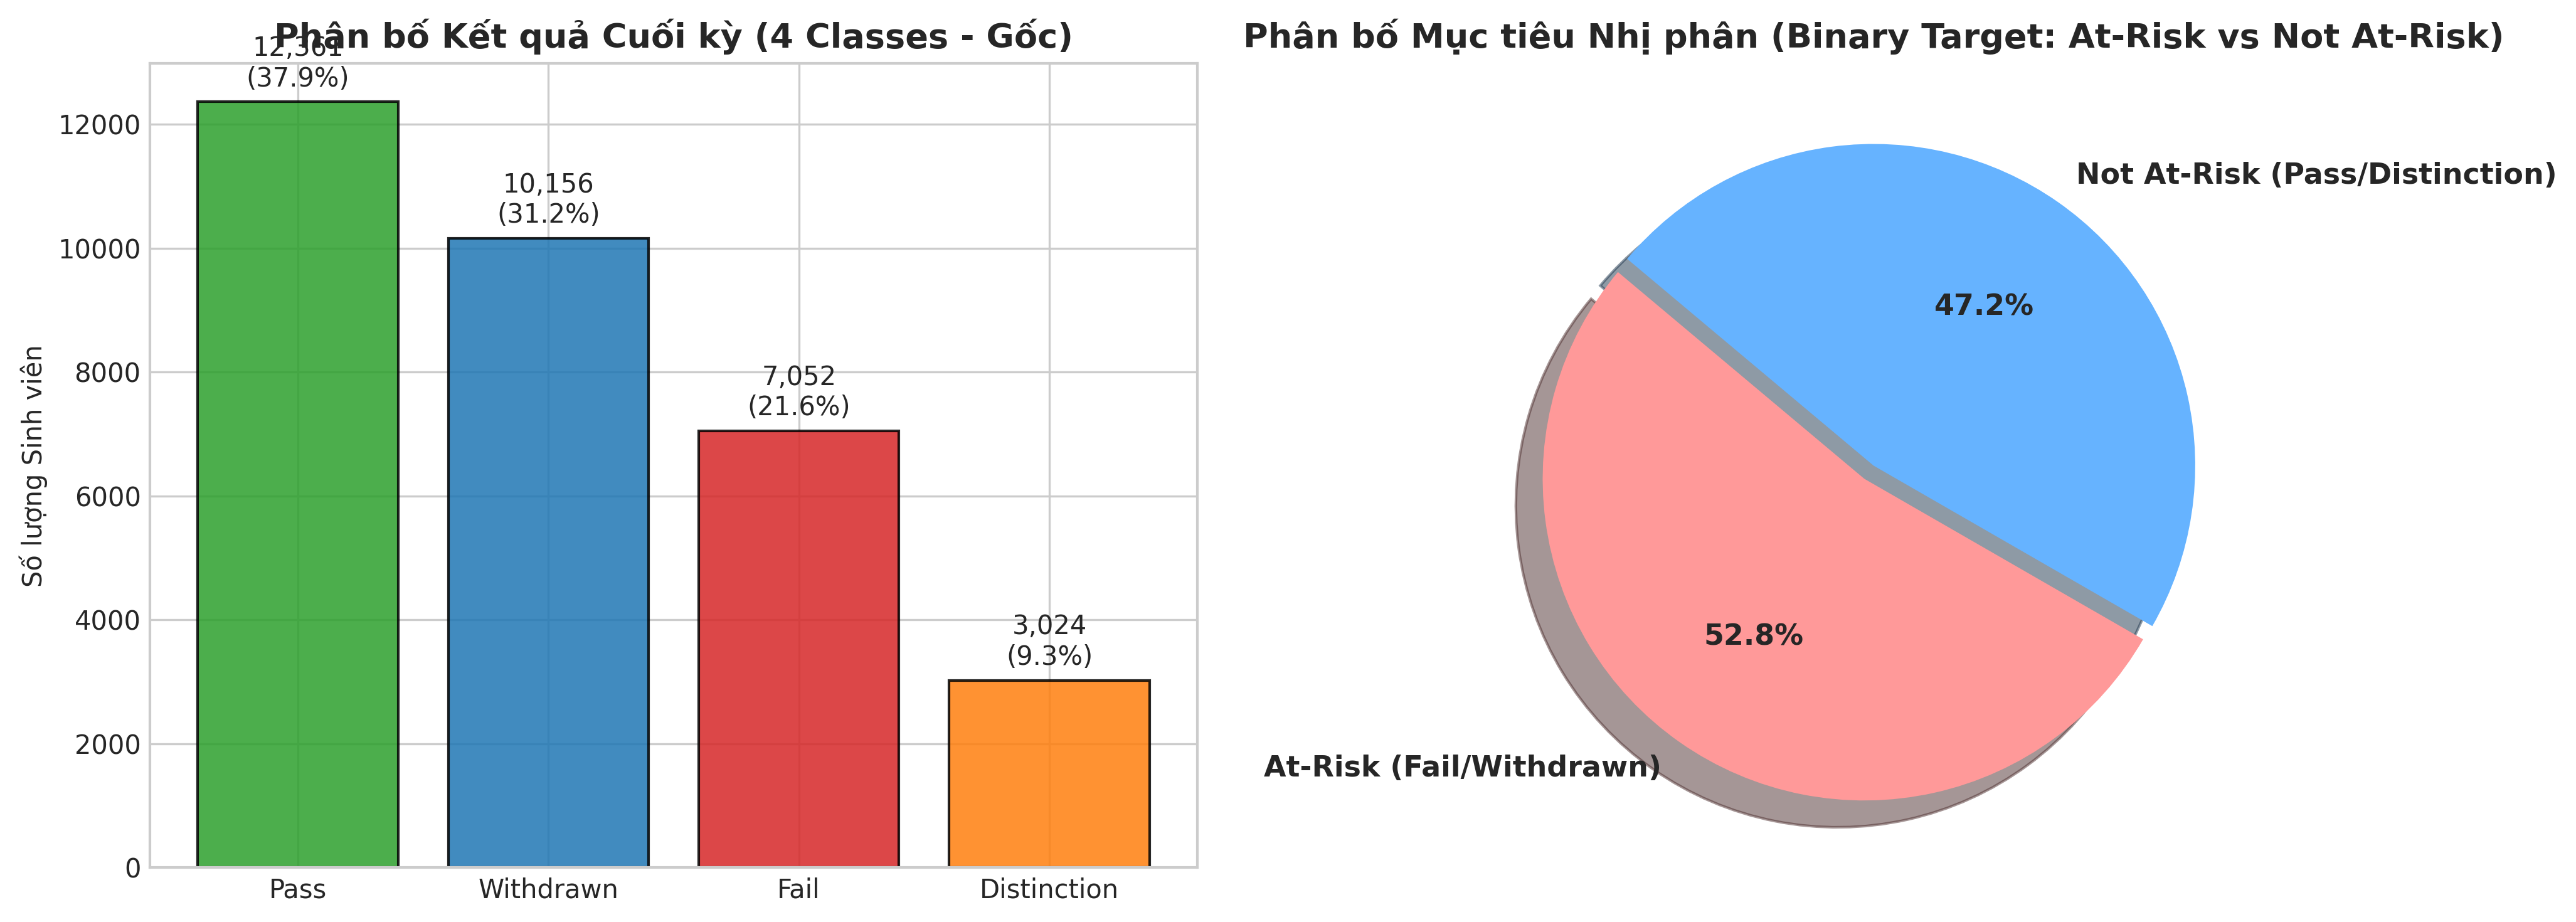 Phân bố Kết quả Cuối kỳ (4 Classes - Gốc)
12,361
(37.9%)
10,156
(31.2%)
7,052
(21.6%)
3,024
(9.3%)
Số lượng Sinh viên
12000
10000
8000
6000
4000
2000
0
Pass
Withdrawn
Fail
Distinction
Phân bố Mục tiêu Nhị phân (Binary Target: At-Risk vs Not At-Risk)
Not At-Risk (Pass/Distinction)
47.2%
52.8%
At-Risk (Fail/Withdrawn)